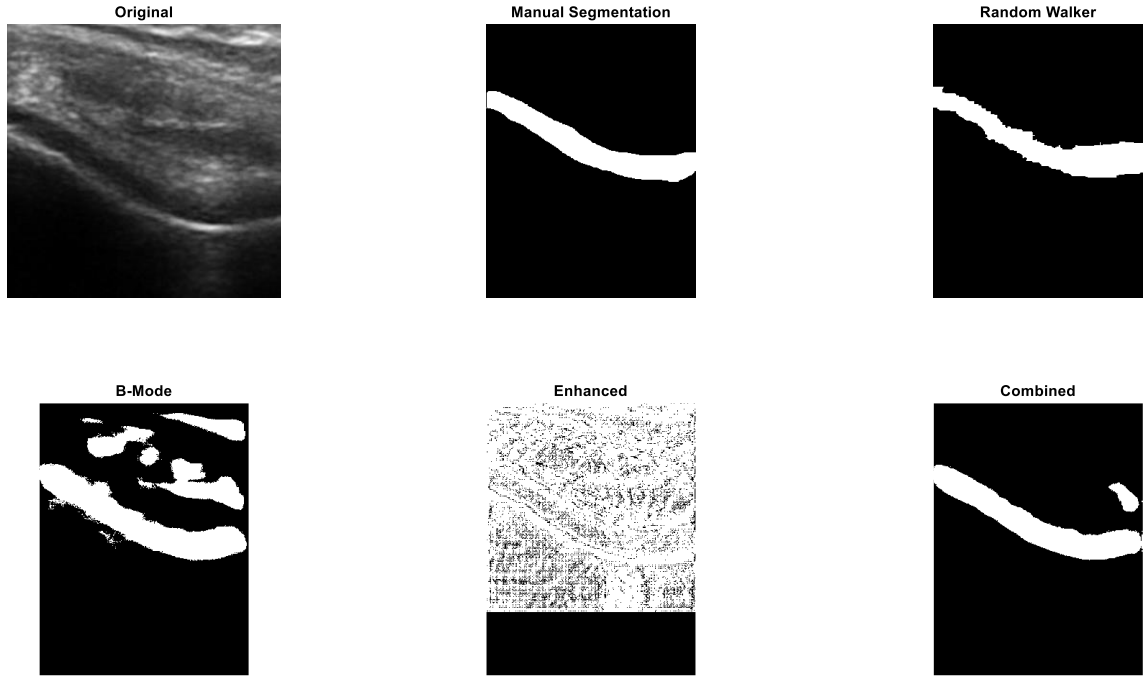 Original
Manual Segmentation
Random Walker
B-Mode
Enhanced
Combined